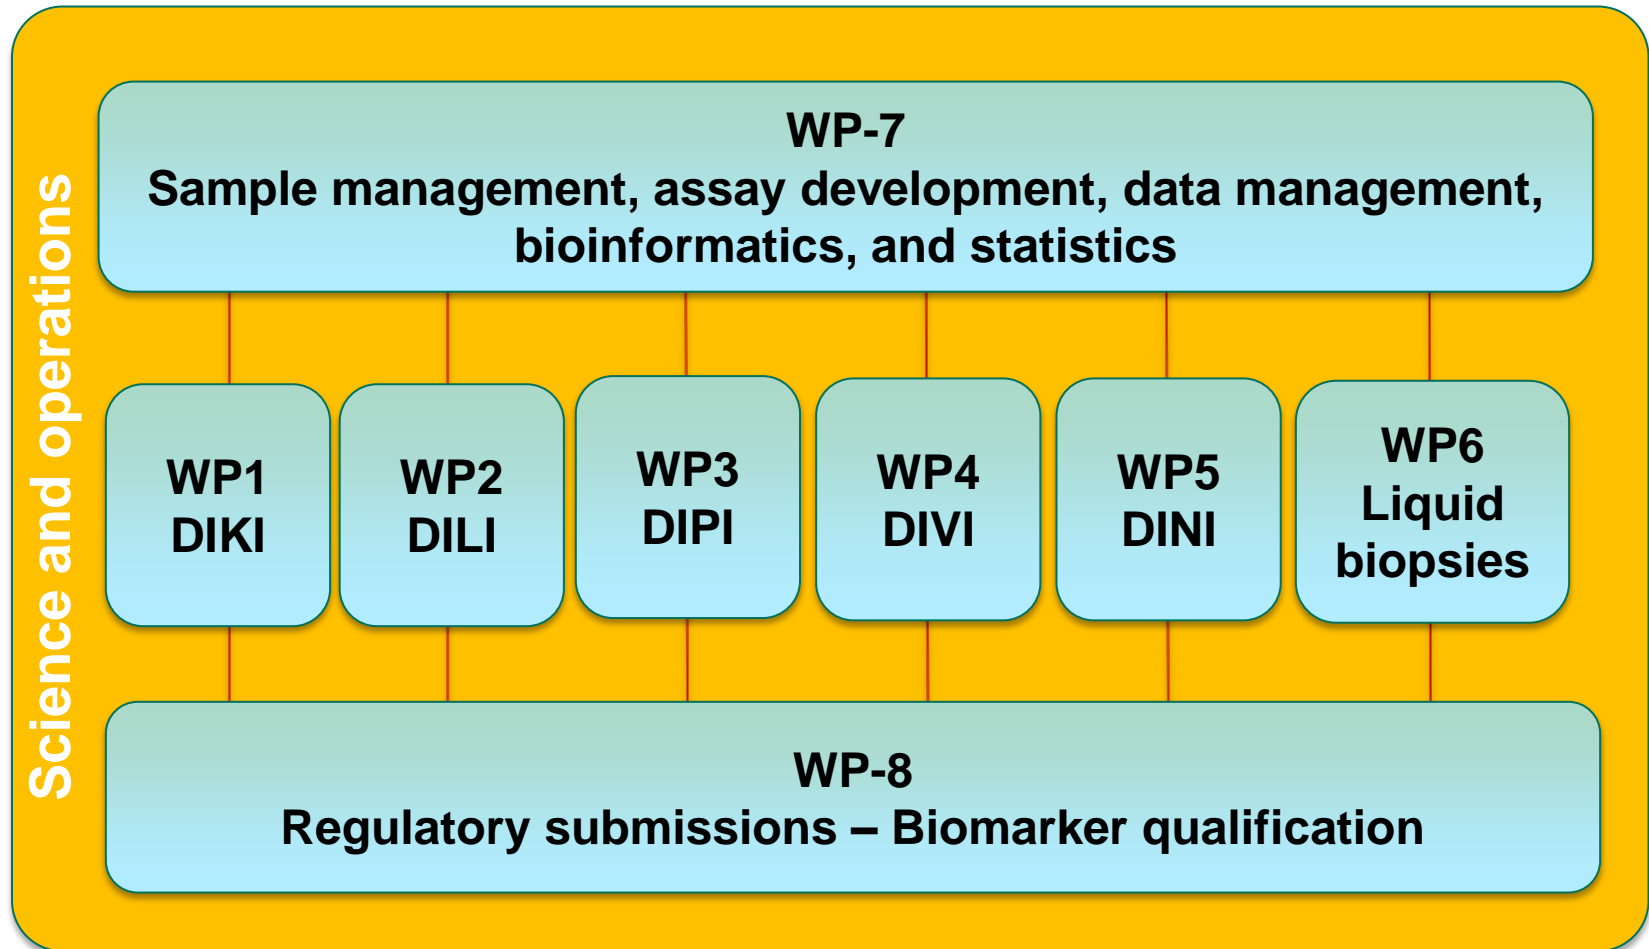 Science and operations
WP-7
Sample management, assay development, data management,
bioinformatics, and statistics
WP1
DIKI
WP2
DILI
WP3
DIPI
WP4
DIVI
WP5
DINI
WP6
Liquid
biopsies
WP-8
Regulatory submissions – Biomarker qualification